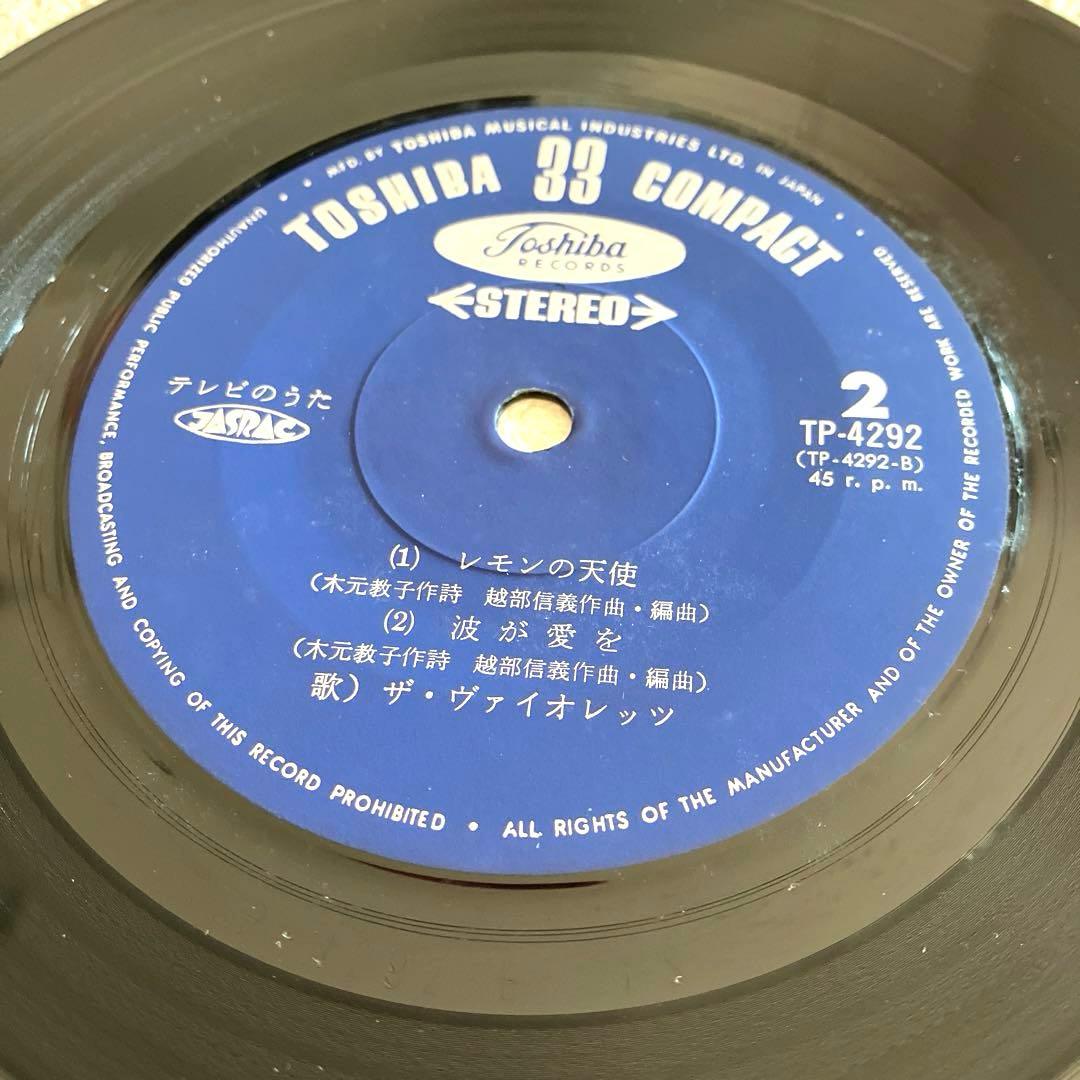 MFD. BY TOSHIBA MUSICAL INDUSTRIES LTD. IN JAPAN
TOSHIBA 33 COMPACT
Toshiba
RECORDS
STEREO
テレビのうた
JASRAC
2
TP-4292
(TP-4292-B)
45 r. p. m.
(1) レモンの天使
(木元教子作詩 越部信義作曲・編曲)
(2) 波が愛を
(木元教子作詩 越部信義作曲・編曲)
歌) ザ・ヴァイオレッツ
UNAUTHORIZED PUBLIC PERFORMANCE, BROADCASTING AND COPYING OF THIS RECORD PROHIBITED • ALL RIGHTS OF THE MANUFACTURER AND OF THE OWNER OF THE RECORDED WORK ARE RESERVED